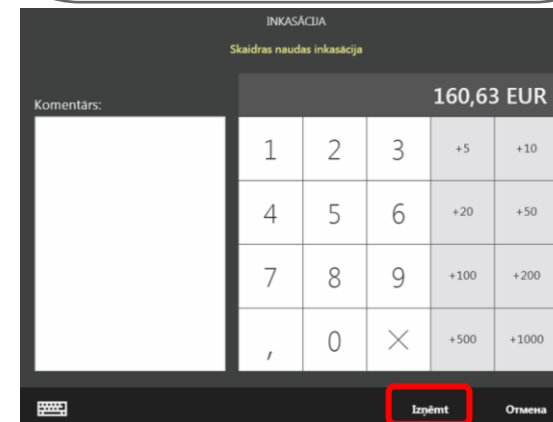 INKASĀCIJA
Skaidras naudas inkasācija
160,63 EUR
Komentārs:
1 2 3 +5 +10
4 5 6 +20 +50
7 8 9 +100 +200
, 0 × +500 +1000
Izņēmt Отмена